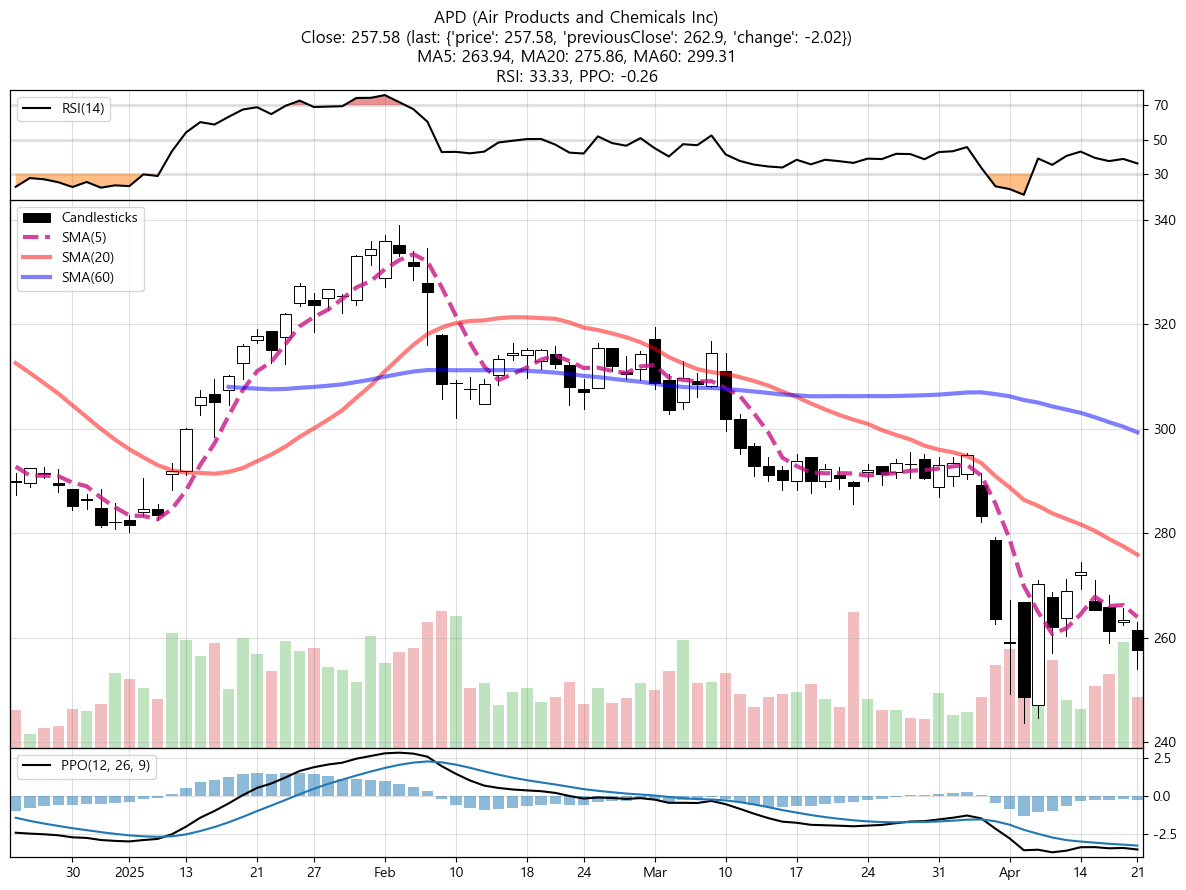 APD (Air Products and Chemicals Inc)
Close: 257.58 (last: {'price': 257.58, 'previousClose': 262.9, 'change': -2.02})
MA5: 263.94, MA20: 275.86, MA60: 299.31
RSI: 33.33, PPO: -0.26
RSI(14)
70
50
30
Candlesticks
SMA(5)
SMA(20)
SMA(60)
340
320
300
280
260
240
PPO(12, 26, 9)
2.5
0.0
-2.5
30 2025 13 21 27 Feb 10 18 24 Mar 10 17 24 31 Apr 14 21